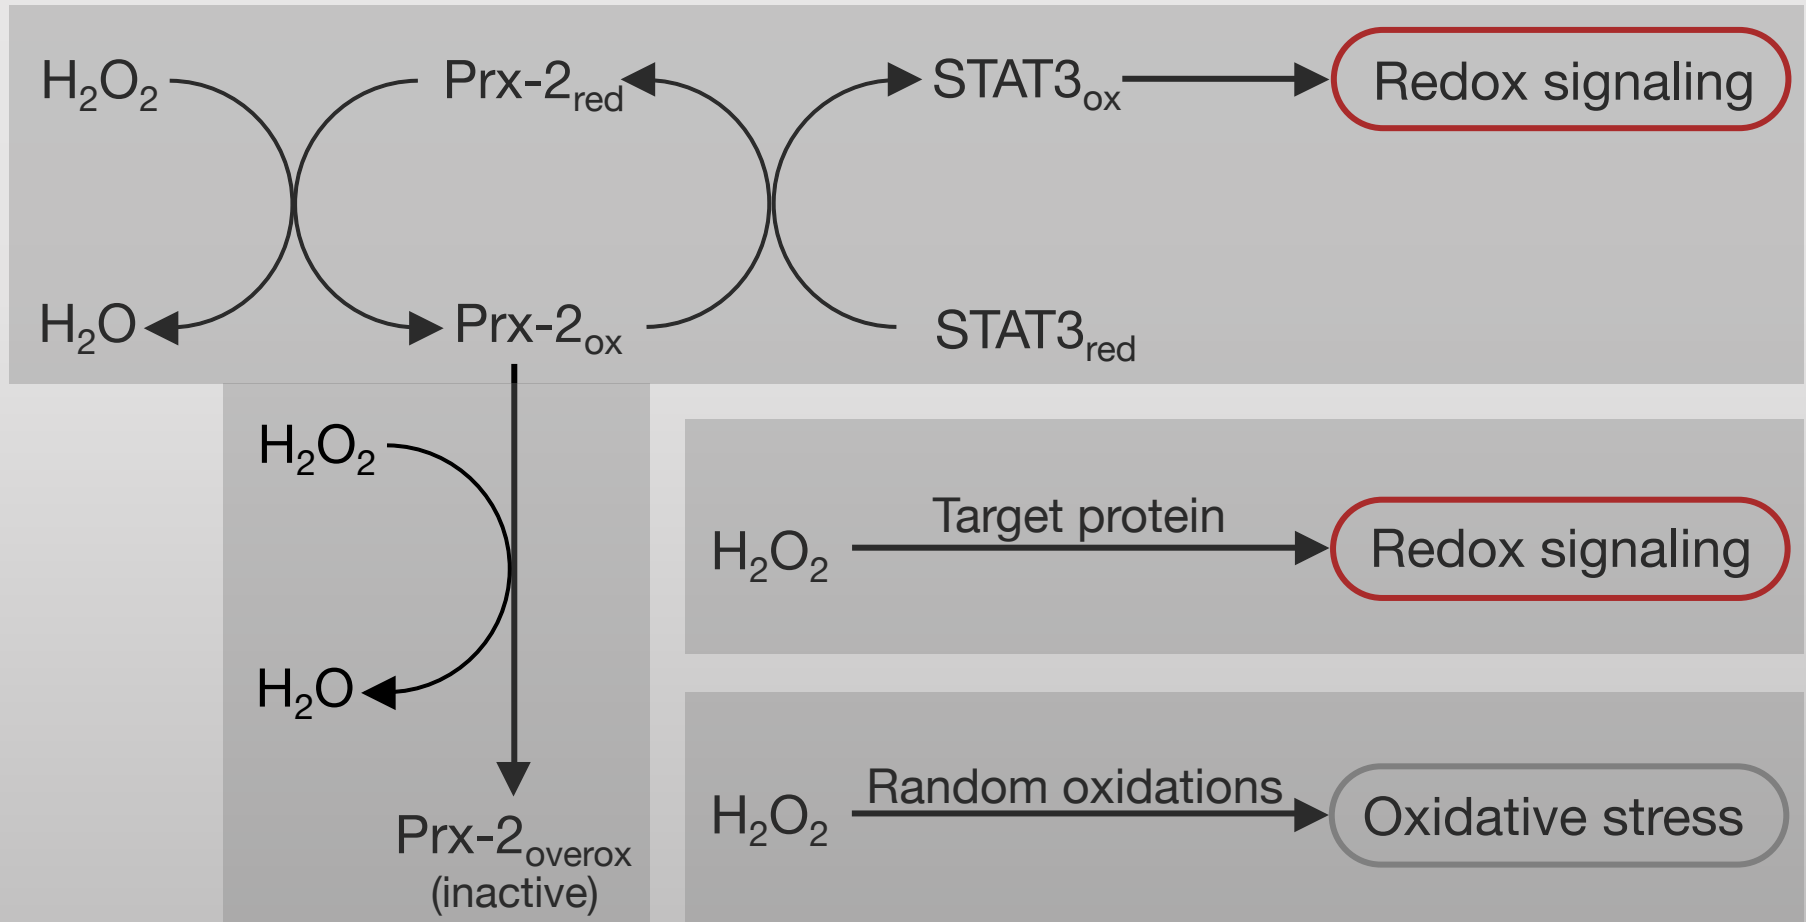 H₂O₂ Prx-2red STAT3ox Redox signaling
H₂O Prx-2ox STAT3red
H₂O₂
H₂O
Prx-2overox
(inactive)
Target protein
H₂O₂ Redox signaling
Random oxidations
H₂O₂ Oxidative stress